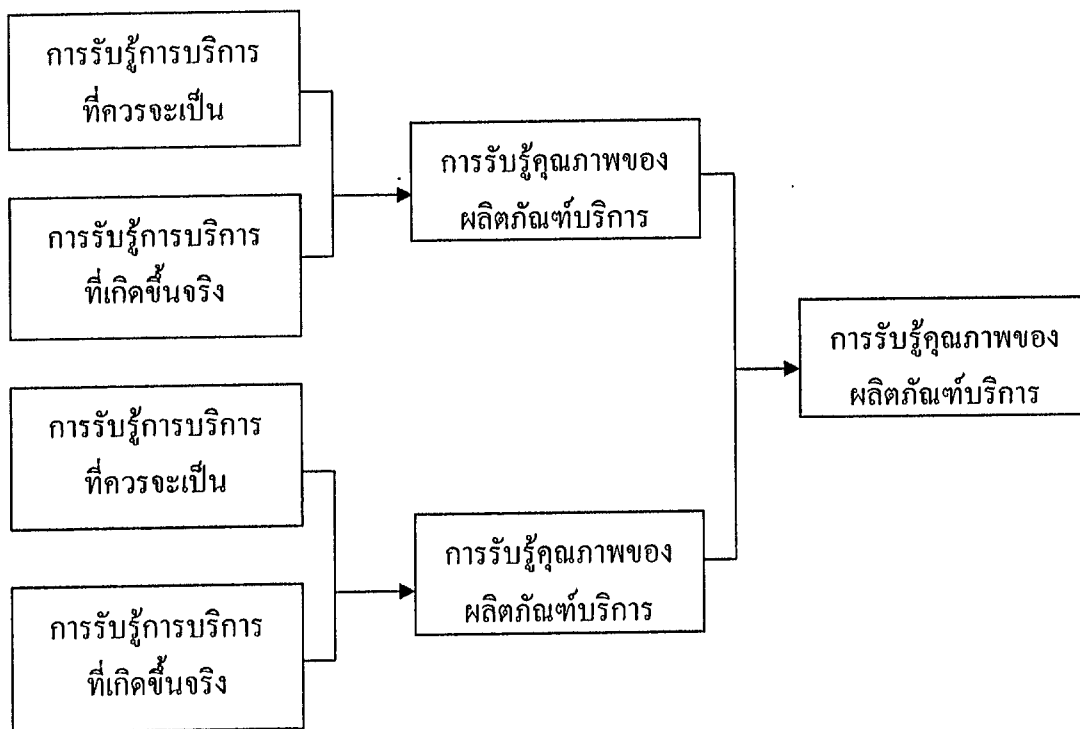 การรับรู้การบริการ
ที่ควรจะเป็น
การรับรู้การบริการ
ที่เกิดขึ้นจริง
การรับรู้คุณภาพของ
ผลิตภัณฑ์บริการ
การรับรู้การบริการ
ที่ควรจะเป็น
การรับรู้การบริการ
ที่เกิดขึ้นจริง
การรับรู้คุณภาพของ
ผลิตภัณฑ์บริการ
การรับรู้คุณภาพของ
ผลิตภัณฑ์บริการ